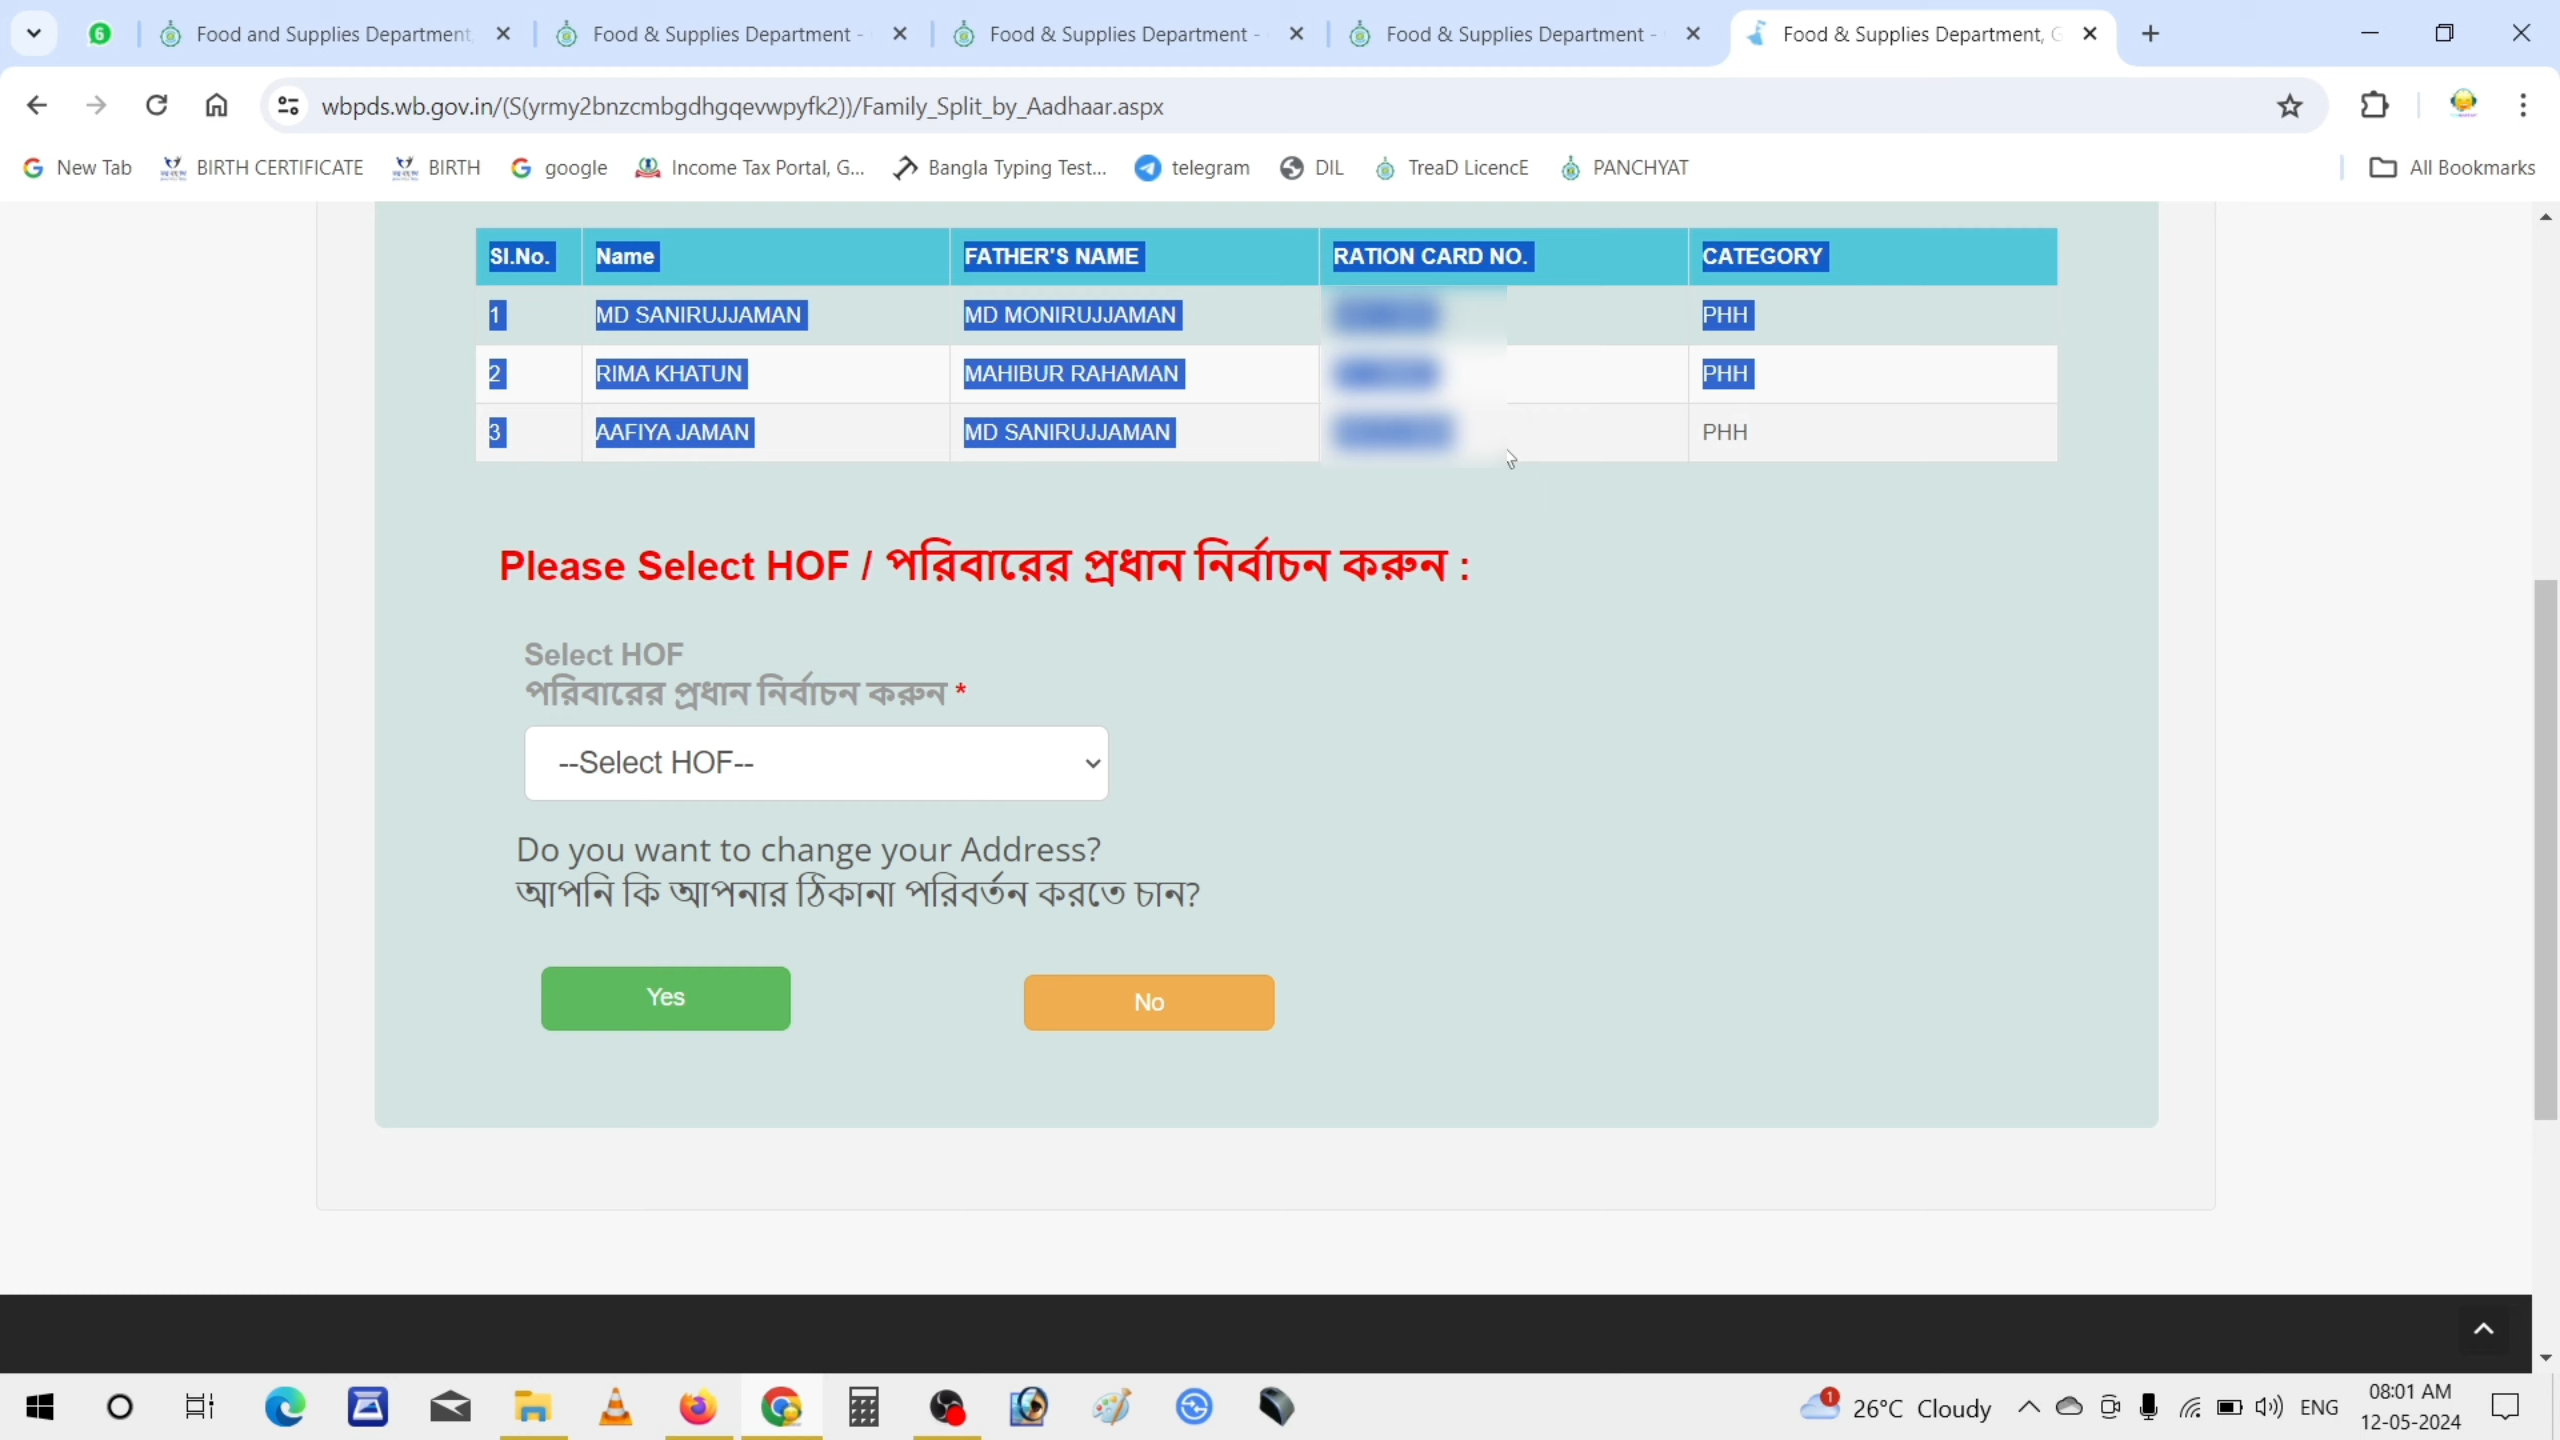 6 Food and Supplies Department, Food & Supplies Department - Food & Supplies Department - Food & Supplies Department - Food & Supplies Department, G
wbpds.wb.gov.in/(S(yrmy2bnzcmbgdhgqevwpyfk2))/Family_Split_by_Aadhaar.aspx
New Tab BIRTH CERTIFICATE BIRTH google Income Tax Portal, G... Bangla Typing Test... telegram DIL TreaD LicencE PANCHYAT All Bookmarks
SI.No. Name FATHER'S NAME RATION CARD NO. CATEGORY
1 MD SANIRUJJAMAN MD MONIRUJJAMAN PHH
2 RIMA KHATUN MAHIBUR RAHAMAN PHH
3 AAFIYA JAMAN MD SANIRUJJAMAN PHH
Please Select HOF / পরিবারের প্রধান নির্বাচন করুন :
Select HOF
পরিবারের প্রধান নির্বাচন করুন *
--Select HOF--
Do you want to change your Address?
আপনি কি আপনার ঠিকানা পরিবর্তন করতে চান?
Yes No
1 26°C Cloudy ENG 08:01 AM
12-05-2024